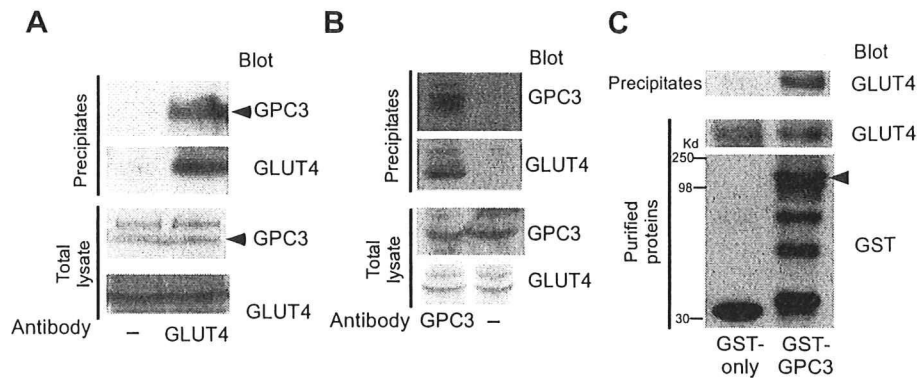 A
Blot
Precipitates
GPC3
GLUT4
Total lysate
GPC3
GLUT4
Antibody – GLUT4
B
Blot
Precipitates
GPC3
GLUT4
Total lysate
GPC3
GLUT4
Antibody GPC3 –
C
Blot
Precipitates
GLUT4
Purified proteins
GLUT4
Kd
250
98
GST
30
GST-only
GST-GPC3